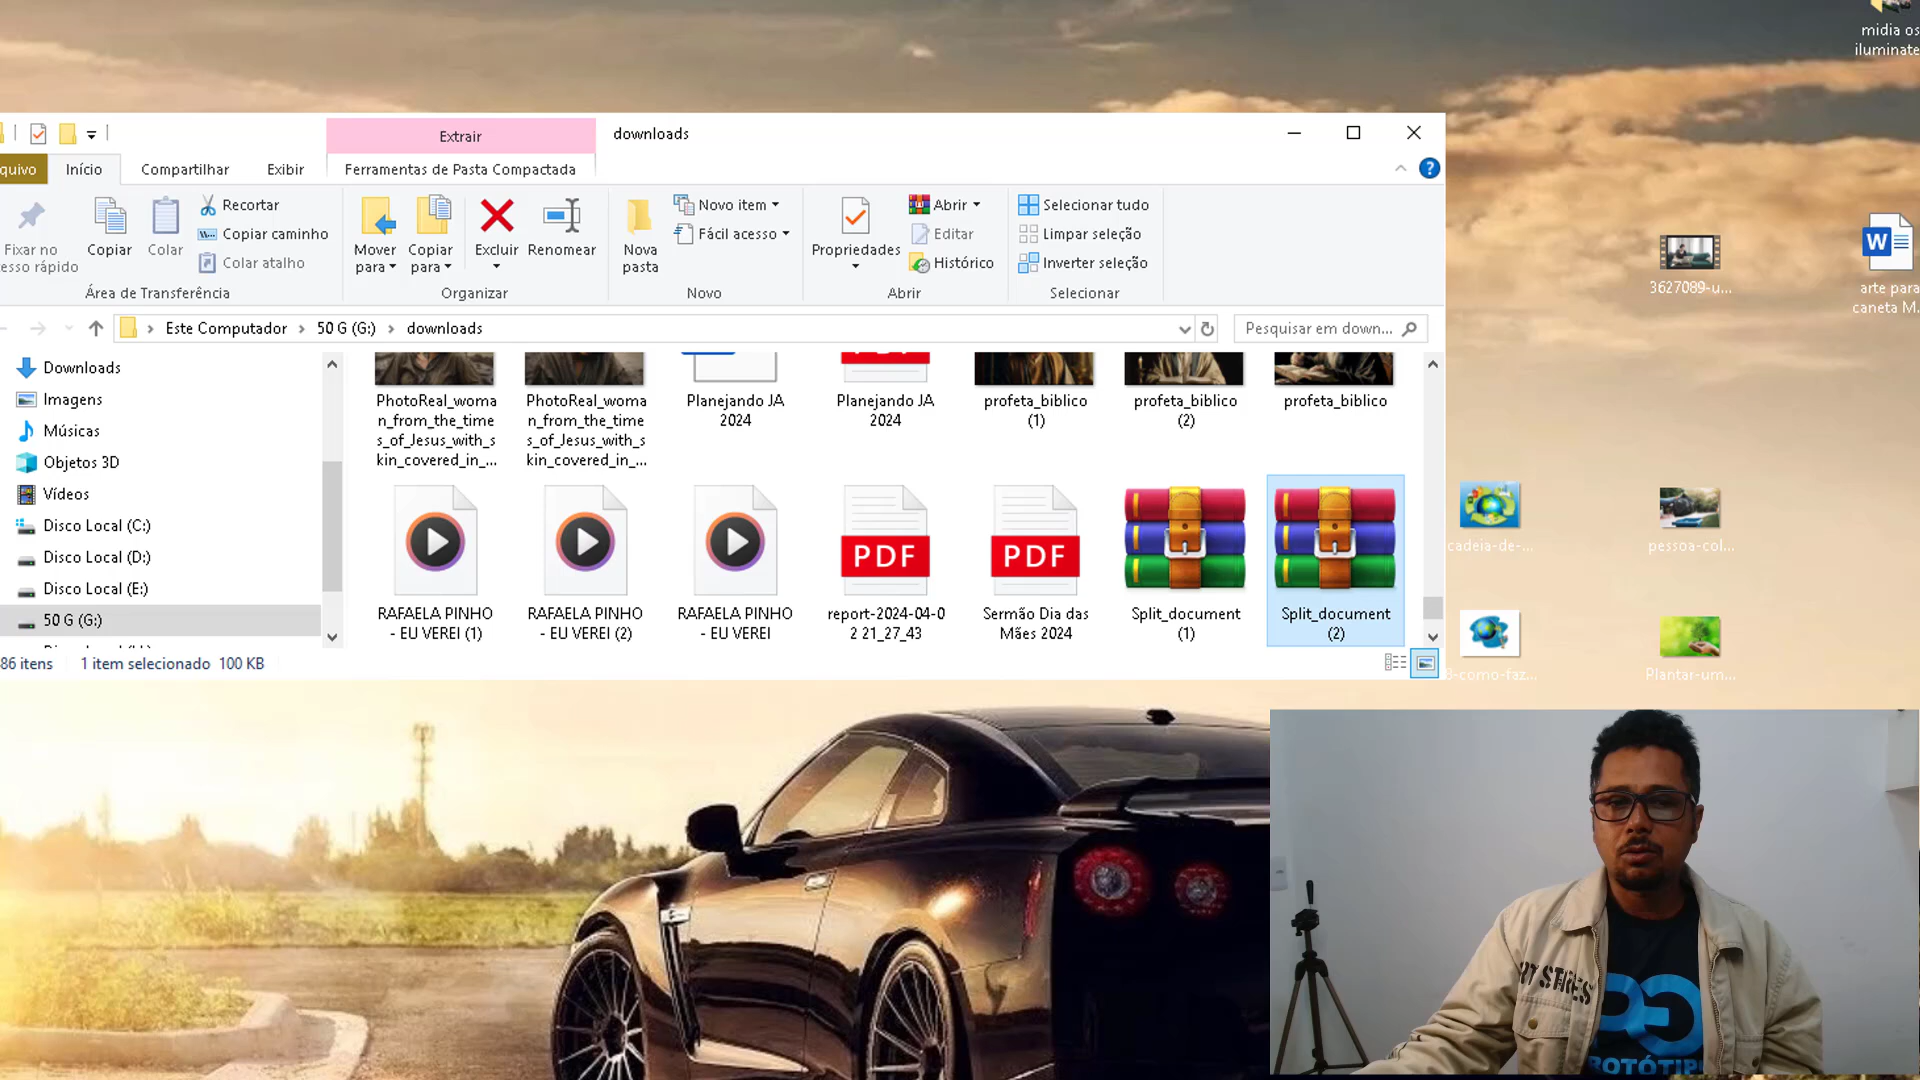 midia os
iluminate
Extrair
downloads
quivo
Início
Compartilhar
Exibir
Ferramentas de Pasta Compactada
Fixar no
esso rápido
Copiar
Colar
Recortar
Copiar caminho
Colar atalho
Área de Transferência
Mover
para
Copiar
para
Excluir
Renomear
Organizar
Nova
pasta
Novo item
Fácil acesso
Novo
Propriedades
Abrir
Editar
Histórico
Abrir
Selecionar tudo
Limpar seleção
Inverter seleção
Selecionar
3627089-u...
W
arte para
caneta M.
Este Computador > 50 G (G:) > downloads
Pesquisar em down...
Downloads
Imagens
Músicas
Objetos 3D
Vídeos
Disco Local (C:)
Disco Local (D:)
Disco Local (E:)
50 G (G:)
PhotoReal_woma
n_from_the_time
s_of_Jesus_with_s
kin_covered_in_...
PhotoReal_woma
n_from_the_time
s_of_Jesus_with_s
kin_covered_in_...
Planejando JA
2024
Planejando JA
2024
profeta_biblico
(1)
profeta_biblico
(2)
profeta_biblico
RAFAELA PINHO
- EU VEREI (1)
RAFAELA PINHO
- EU VEREI (2)
RAFAELA PINHO
- EU VEREI
PDF
report-2024-04-0
2 21_27_43
PDF
Sermão Dia das
Mães 2024
Split_document
(1)
Split_document
(2)
86 itens
1 item selecionado 100 KB
cadeia-de-...
pessoa-col...
3-como-faz...
Plantar-um...